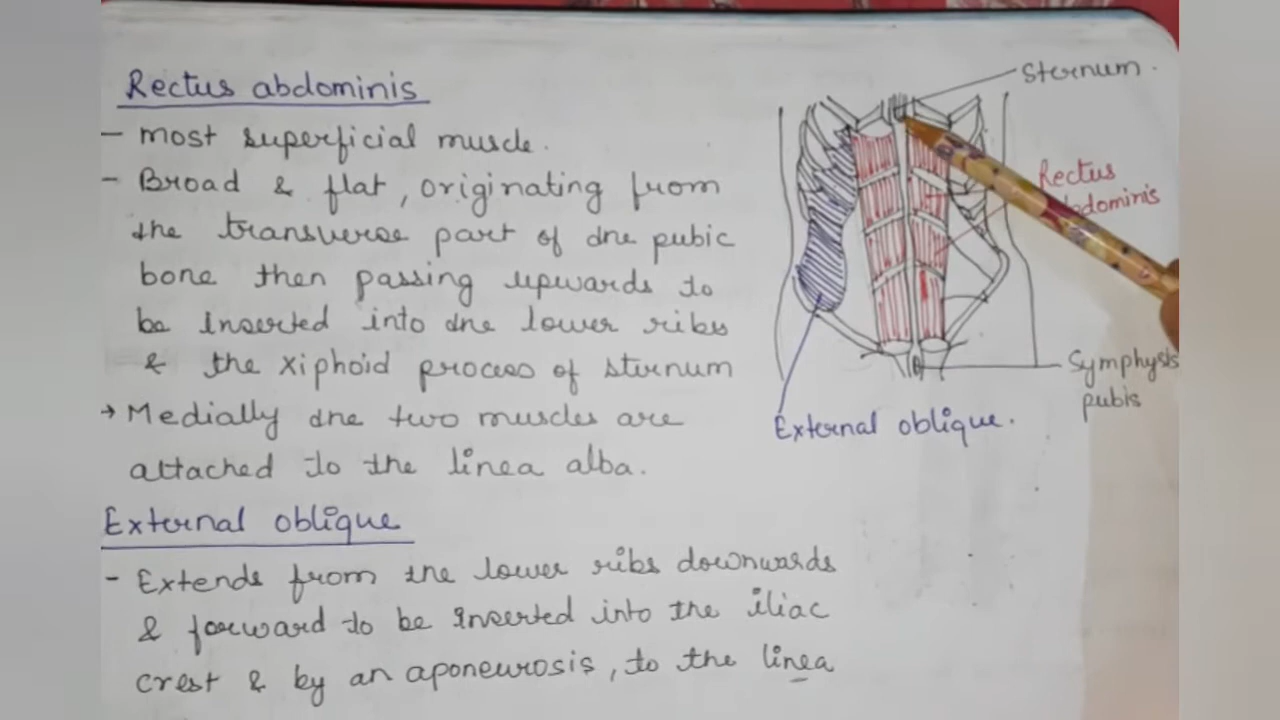 Rectus abdominis
- most superficial muscle.
- Broad & flat, originating from
the transverse part of the pubic
bone then passing upwards to
be inserted into the lower ribs
& the xiphoid process of sternum
→ Medially the two muscles are
attached to the linea alba.
External oblique
- Extends from the lower ribs downwards
& forward to be inserted into the iliac
crest & by an aponeurosis, to the linea
Sternum.
Rectus
Symphysis
pubis
External oblique.